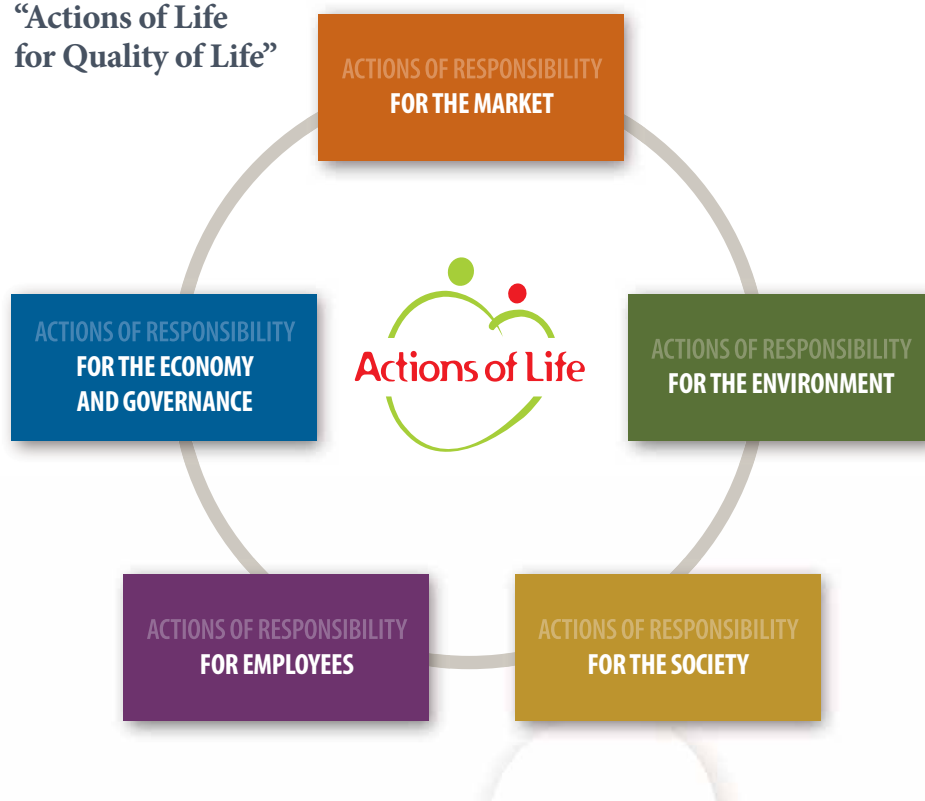 “Actions of Life
for Quality of Life”
ACTIONS OF RESPONSIBILITY
FOR THE MARKET
ACTIONS OF RESPONSIBILITY
FOR THE ECONOMY
AND GOVERNANCE
Actions of Life
ACTIONS OF RESPONSIBILITY
FOR THE ENVIRONMENT
ACTIONS OF RESPONSIBILITY
FOR EMPLOYEES
ACTIONS OF RESPONSIBILITY
FOR THE SOCIETY